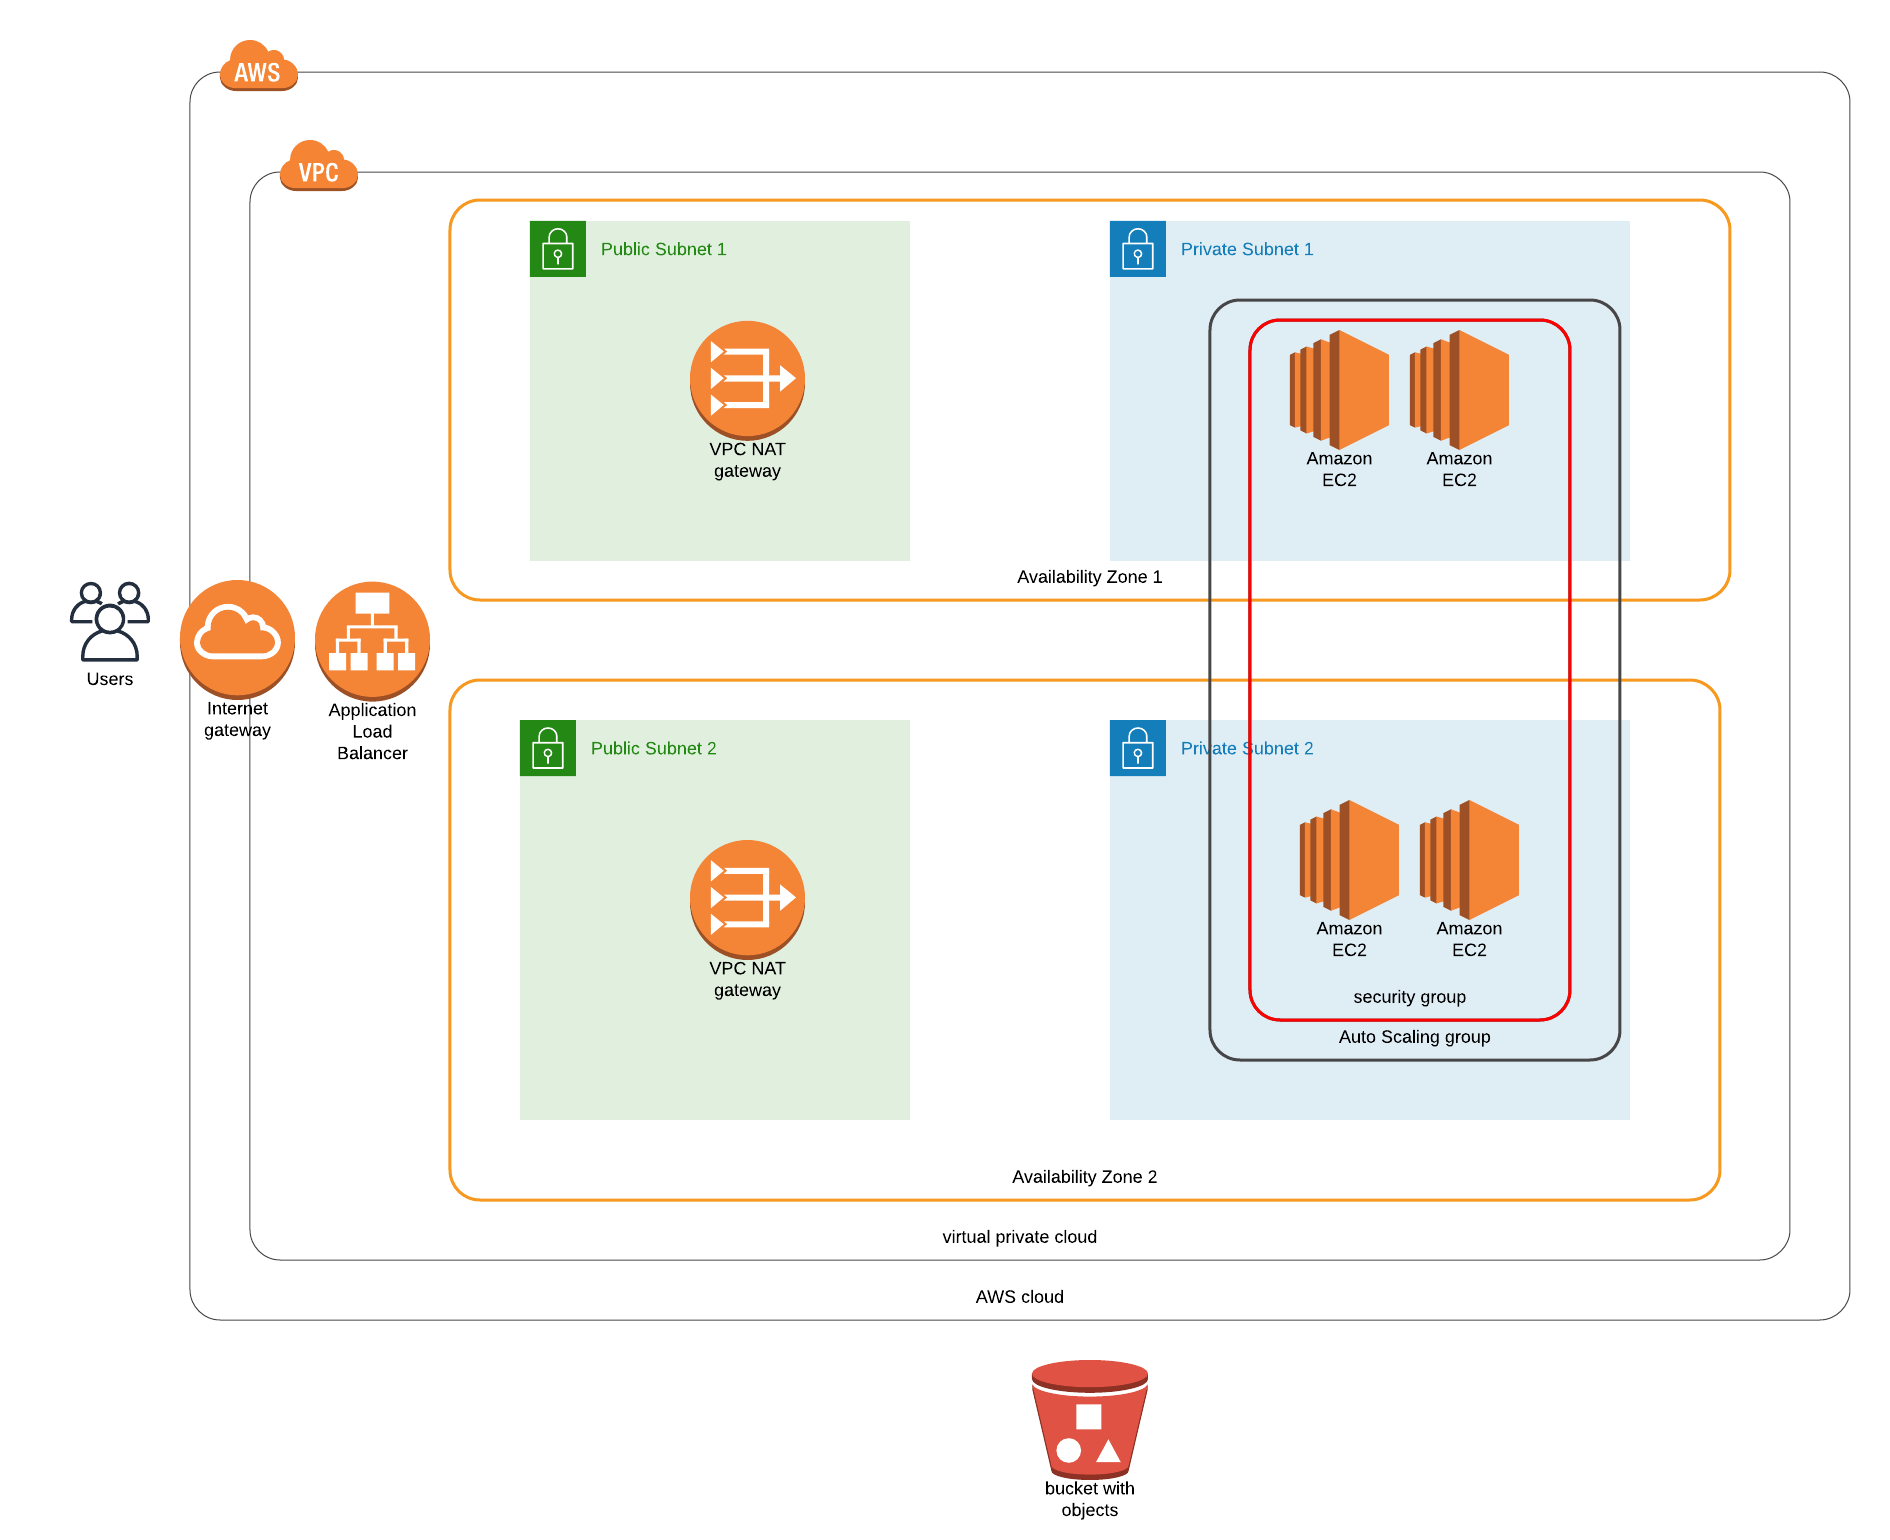 AWS
VPC
Public Subnet 1
Private Subnet 1
VPC NAT
gateway
Amazon
EC2
Amazon
EC2
Availability Zone 1
Users
Internet
gateway
Application
Load
Balancer
Public Subnet 2
Private Subnet 2
VPC NAT
gateway
Amazon
EC2
Amazon
EC2
security group
Auto Scaling group
Availability Zone 2
virtual private cloud
AWS cloud
bucket with
objects